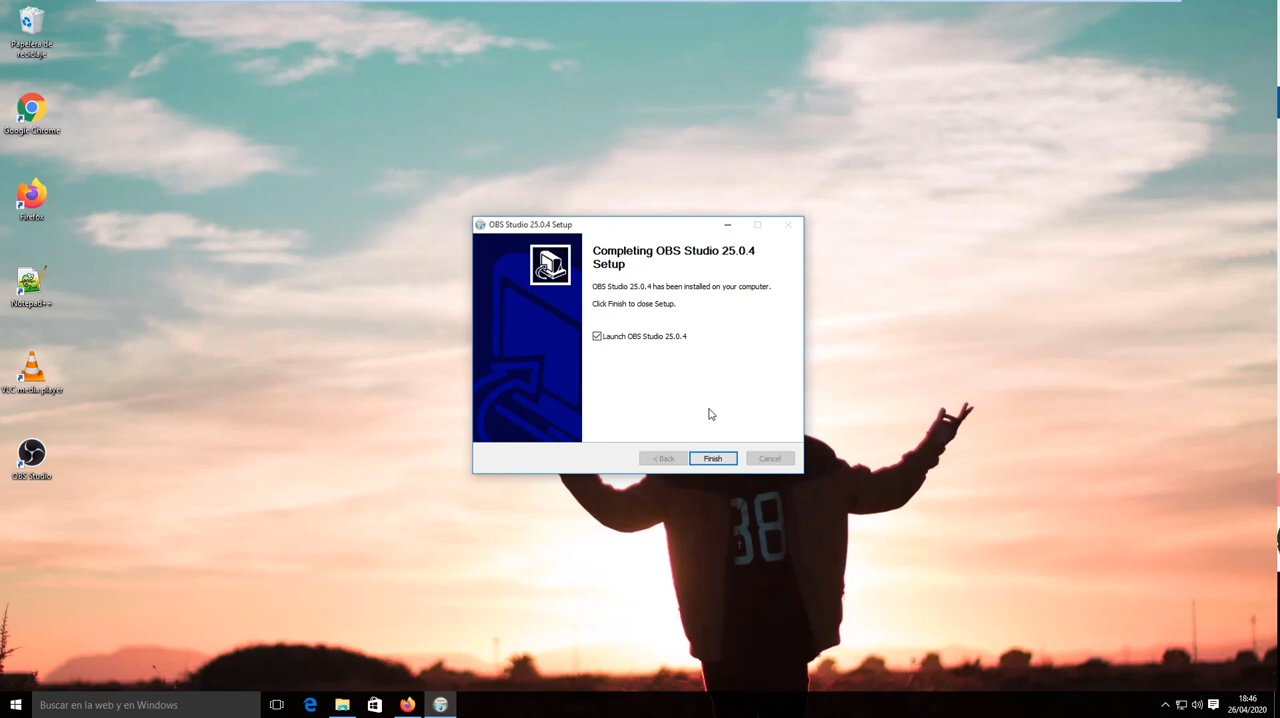 Papelera de
reciclaje
Google Chrome
Firefox
Notepad++
VLC media player
OBS Studio
OBS Studio 25.0.4 Setup
Completing OBS Studio 25.0.4
Setup
OBS Studio 25.0.4 has been installed on your computer.
Click Finish to close Setup.
Launch OBS Studio 25.0.4
< Back
Finish
Cancel
38
Buscar en la web y en Windows
18:46
26/04/2020